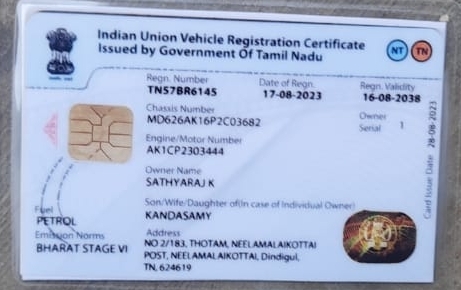 Indian Union Vehicle Registration Certificate
Issued by Government Of Tamil Nadu
NT TN
Regn. Number Date of Regn. Regn. Validity
TN57BR6145 17-08-2023 16-08-2038
Chassis Number
MD626AK16P2C03682
Owner
Serial 1
Engine/Motor Number
AK1CP2303444
Owner Name
SATHYARAJ K
Son/Wife/Daughter of(In case of Individual Owner)
KANDASAMY
Fuel
PETROL
Emission Norms
BHARAT STAGE VI
Address
NO 2/183, THOTAM, NEELAMALAIKOTTAI
POST, NEELAMALAIKOTTAI, Dindigul,
TN, 624619
Card Issue Date 28-08-2023